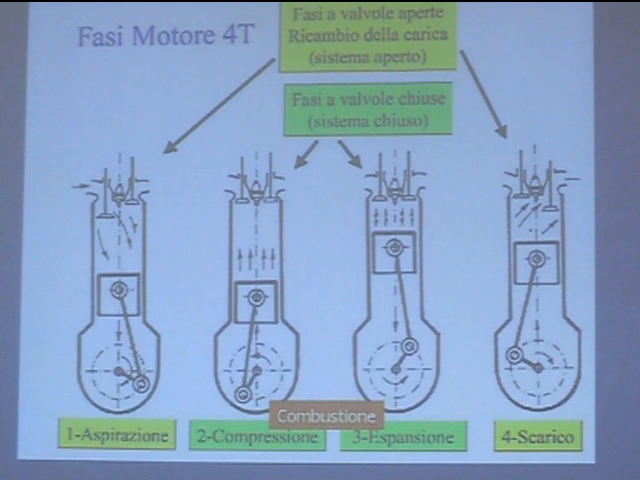 Fasi Motore 4T
Fasi a valvole aperte
Ricambio della carica
(sistema aperto)
Fasi a valvole chiuse
(sistema chiuso)
Combustione
1-Aspirazione
2-Compressione
3-Espansione
4-Scarico